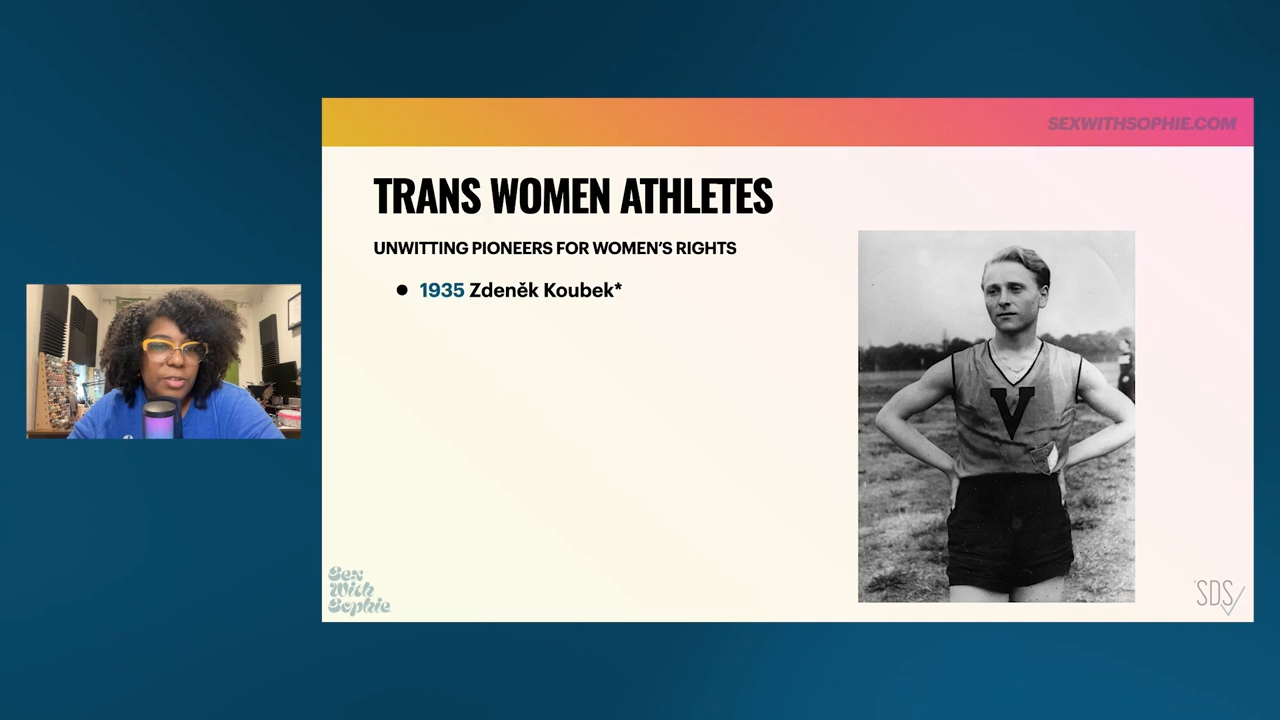 SEXWITHSOPHIE.COM
TRANS WOMEN ATHLETES
UNWITTING PIONEERS FOR WOMEN'S RIGHTS
● 1935 Zdeněk Koubek*
V
Sex
With
Sophie
SDS